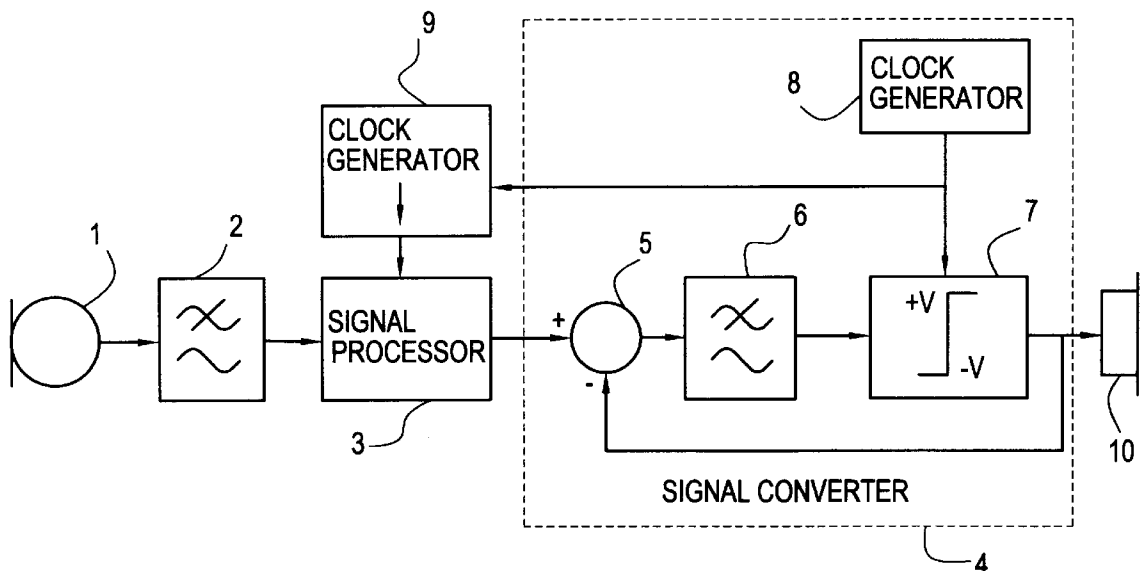 9
8
CLOCK
GENERATOR
CLOCK
GENERATOR
1
2
5
6
7
SIGNAL
PROCESSOR
+
-
+V
-V
3
10
SIGNAL CONVERTER
4